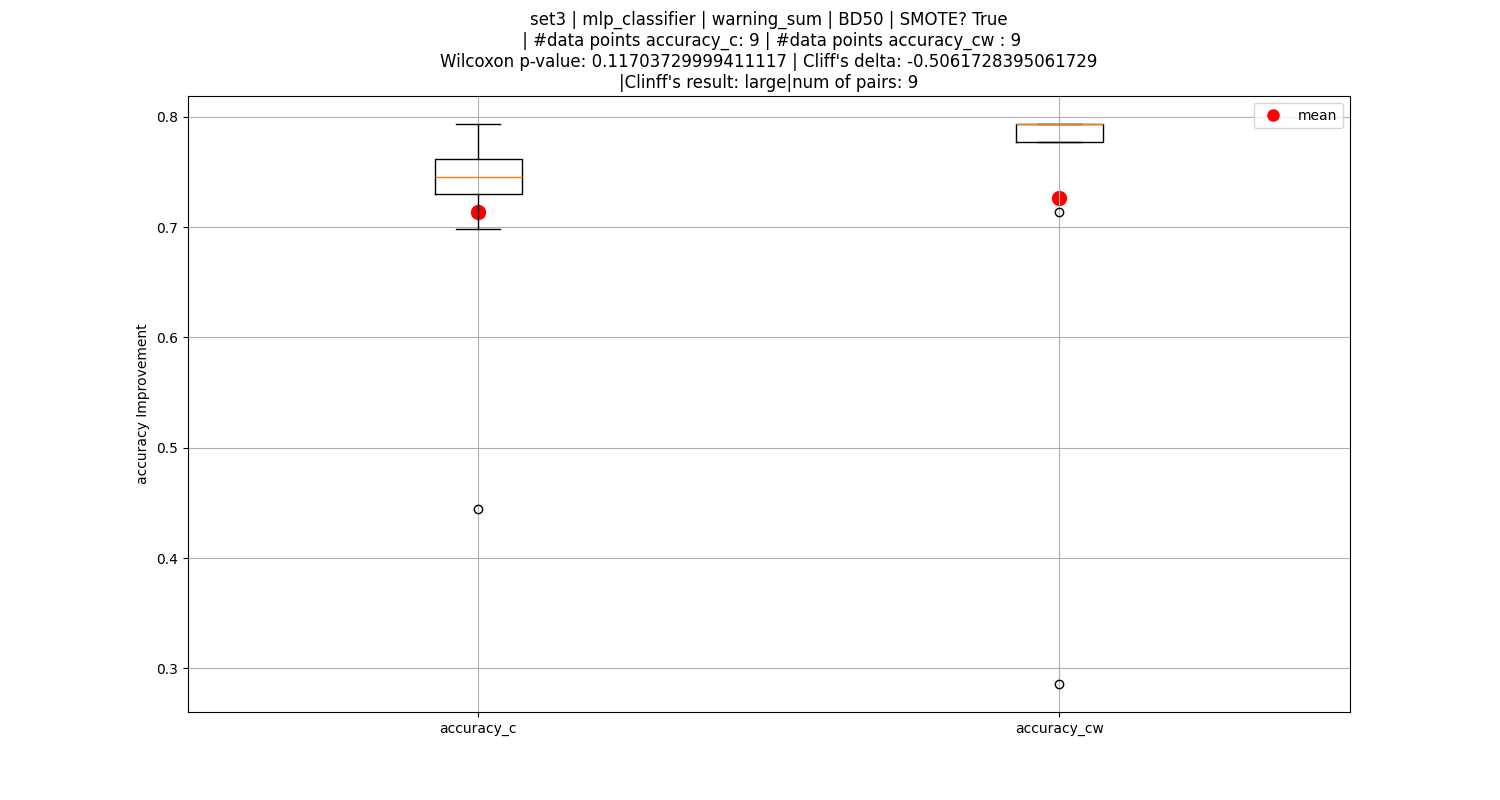 set3 | mlp_classifier | warning_sum | BD50 | SMOTE? True
| #data points accuracy_c: 9 | #data points accuracy_cw : 9
Wilcoxon p-value: 0.11703729999411117 | Cliff's delta: -0.5061728395061729
|Clinff's result: large|num of pairs: 9
mean
0.8
0.7
0.6
0.5
0.4
0.3
accuracy Improvement
accuracy_c
accuracy_cw